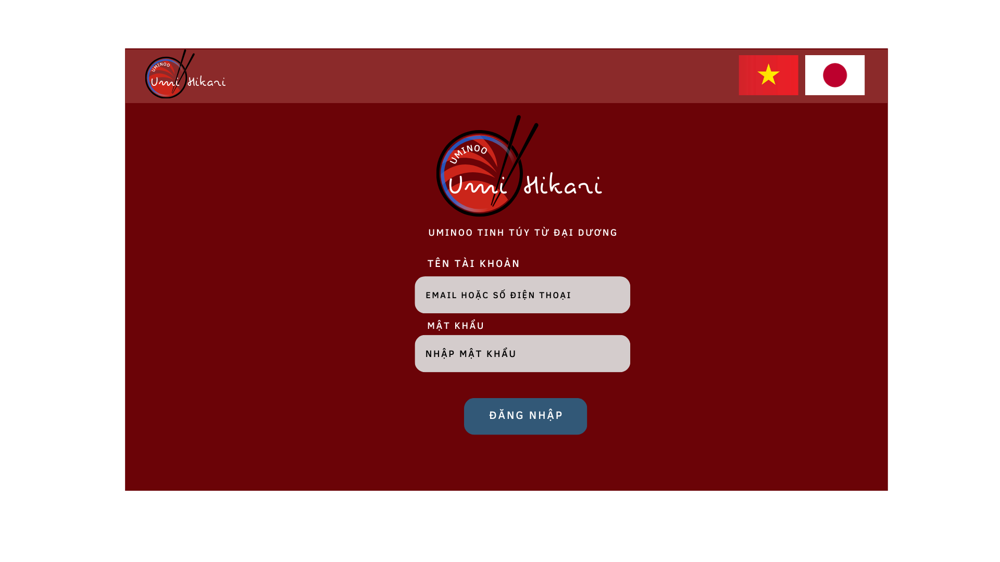 UMINOO
Umi Hikari
UMINOO
Umi Hikari
UMINOO TINH TÚY TỪ ĐẠI DƯƠNG
TÊN TÀI KHOẢN
EMAIL HOẶC SỐ ĐIỆN THOẠI
MẬT KHẨU
NHẬP MẬT KHẨU
ĐĂNG NHẬP